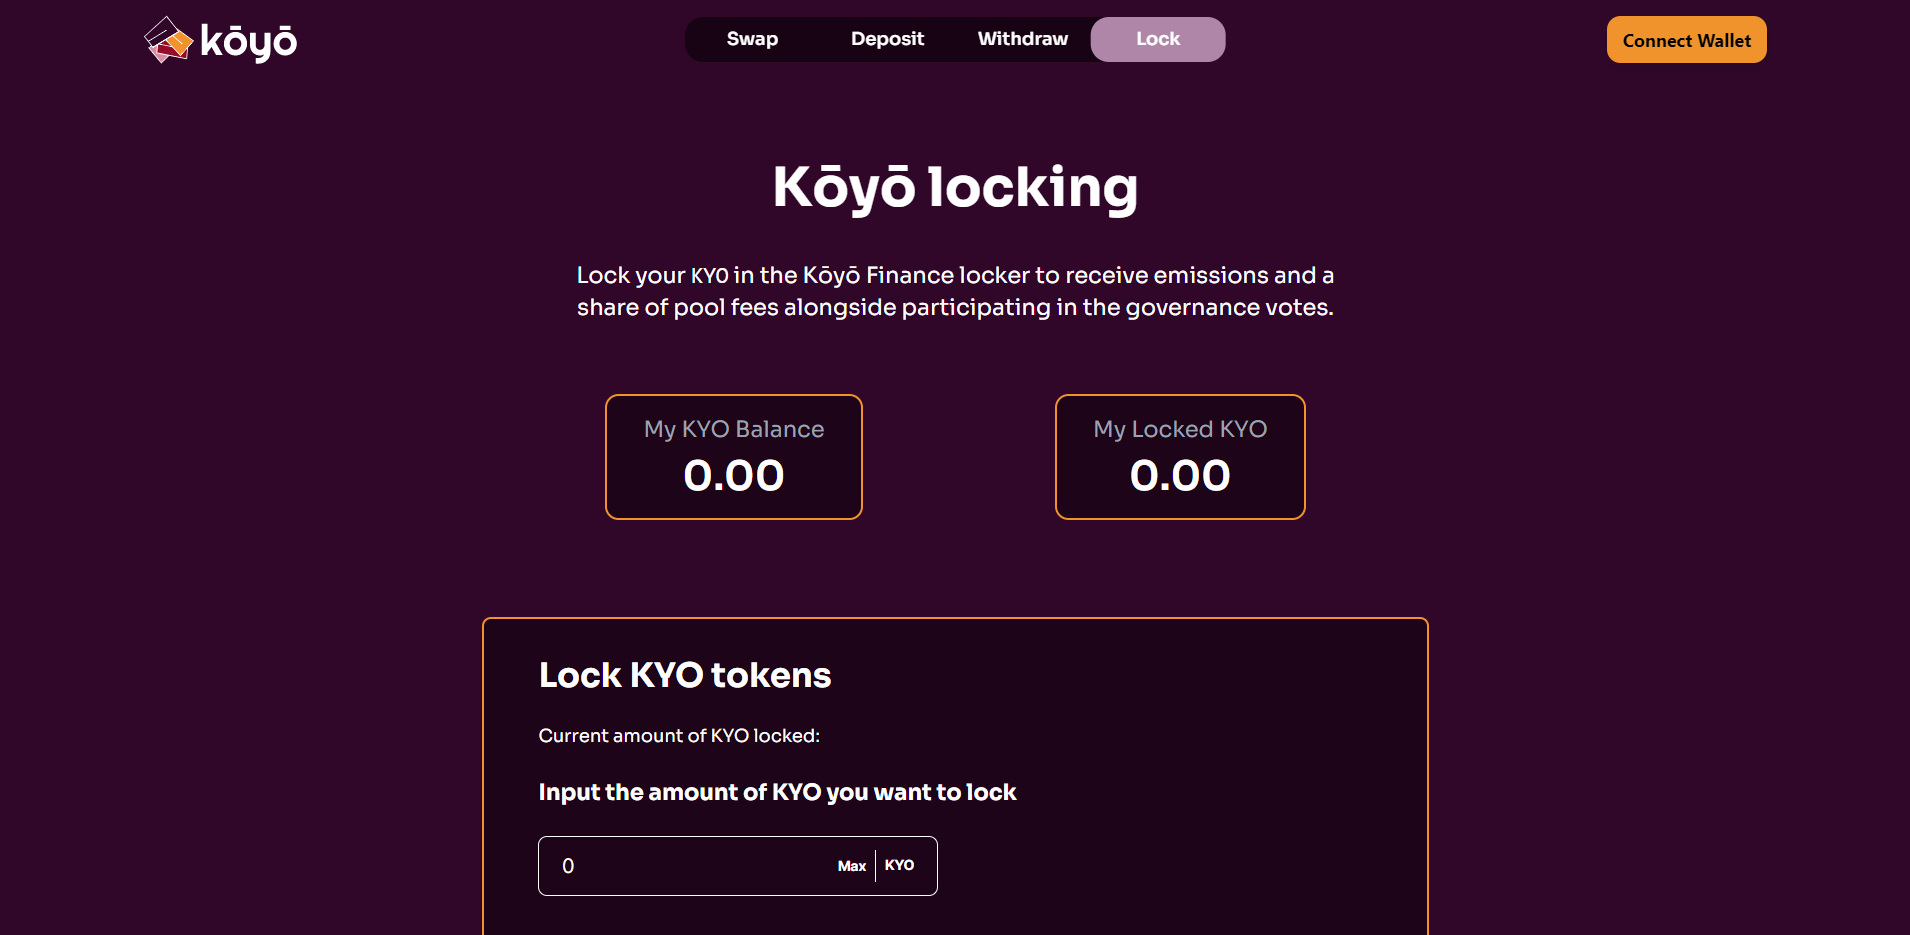 kōyō
Swap
Deposit
Withdraw
Lock
Connect Wallet
Kōyō locking
Lock your KYO in the Kōyō Finance locker to receive emissions and a
share of pool fees alongside participating in the governance votes.
My KYO Balance
0.00
My Locked KYO
0.00
Lock KYO tokens
Current amount of KYO locked:
Input the amount of KYO you want to lock
0
Max
KYO